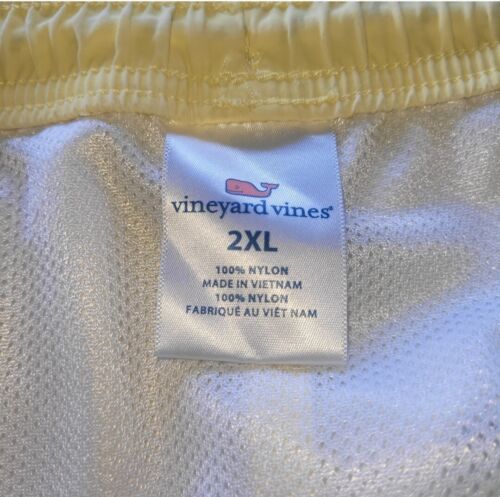 vineyard vines®
2XL
100% NYLON
MADE IN VIETNAM
100% NYLON
FABRIQUÉ AU VIÊT NAM